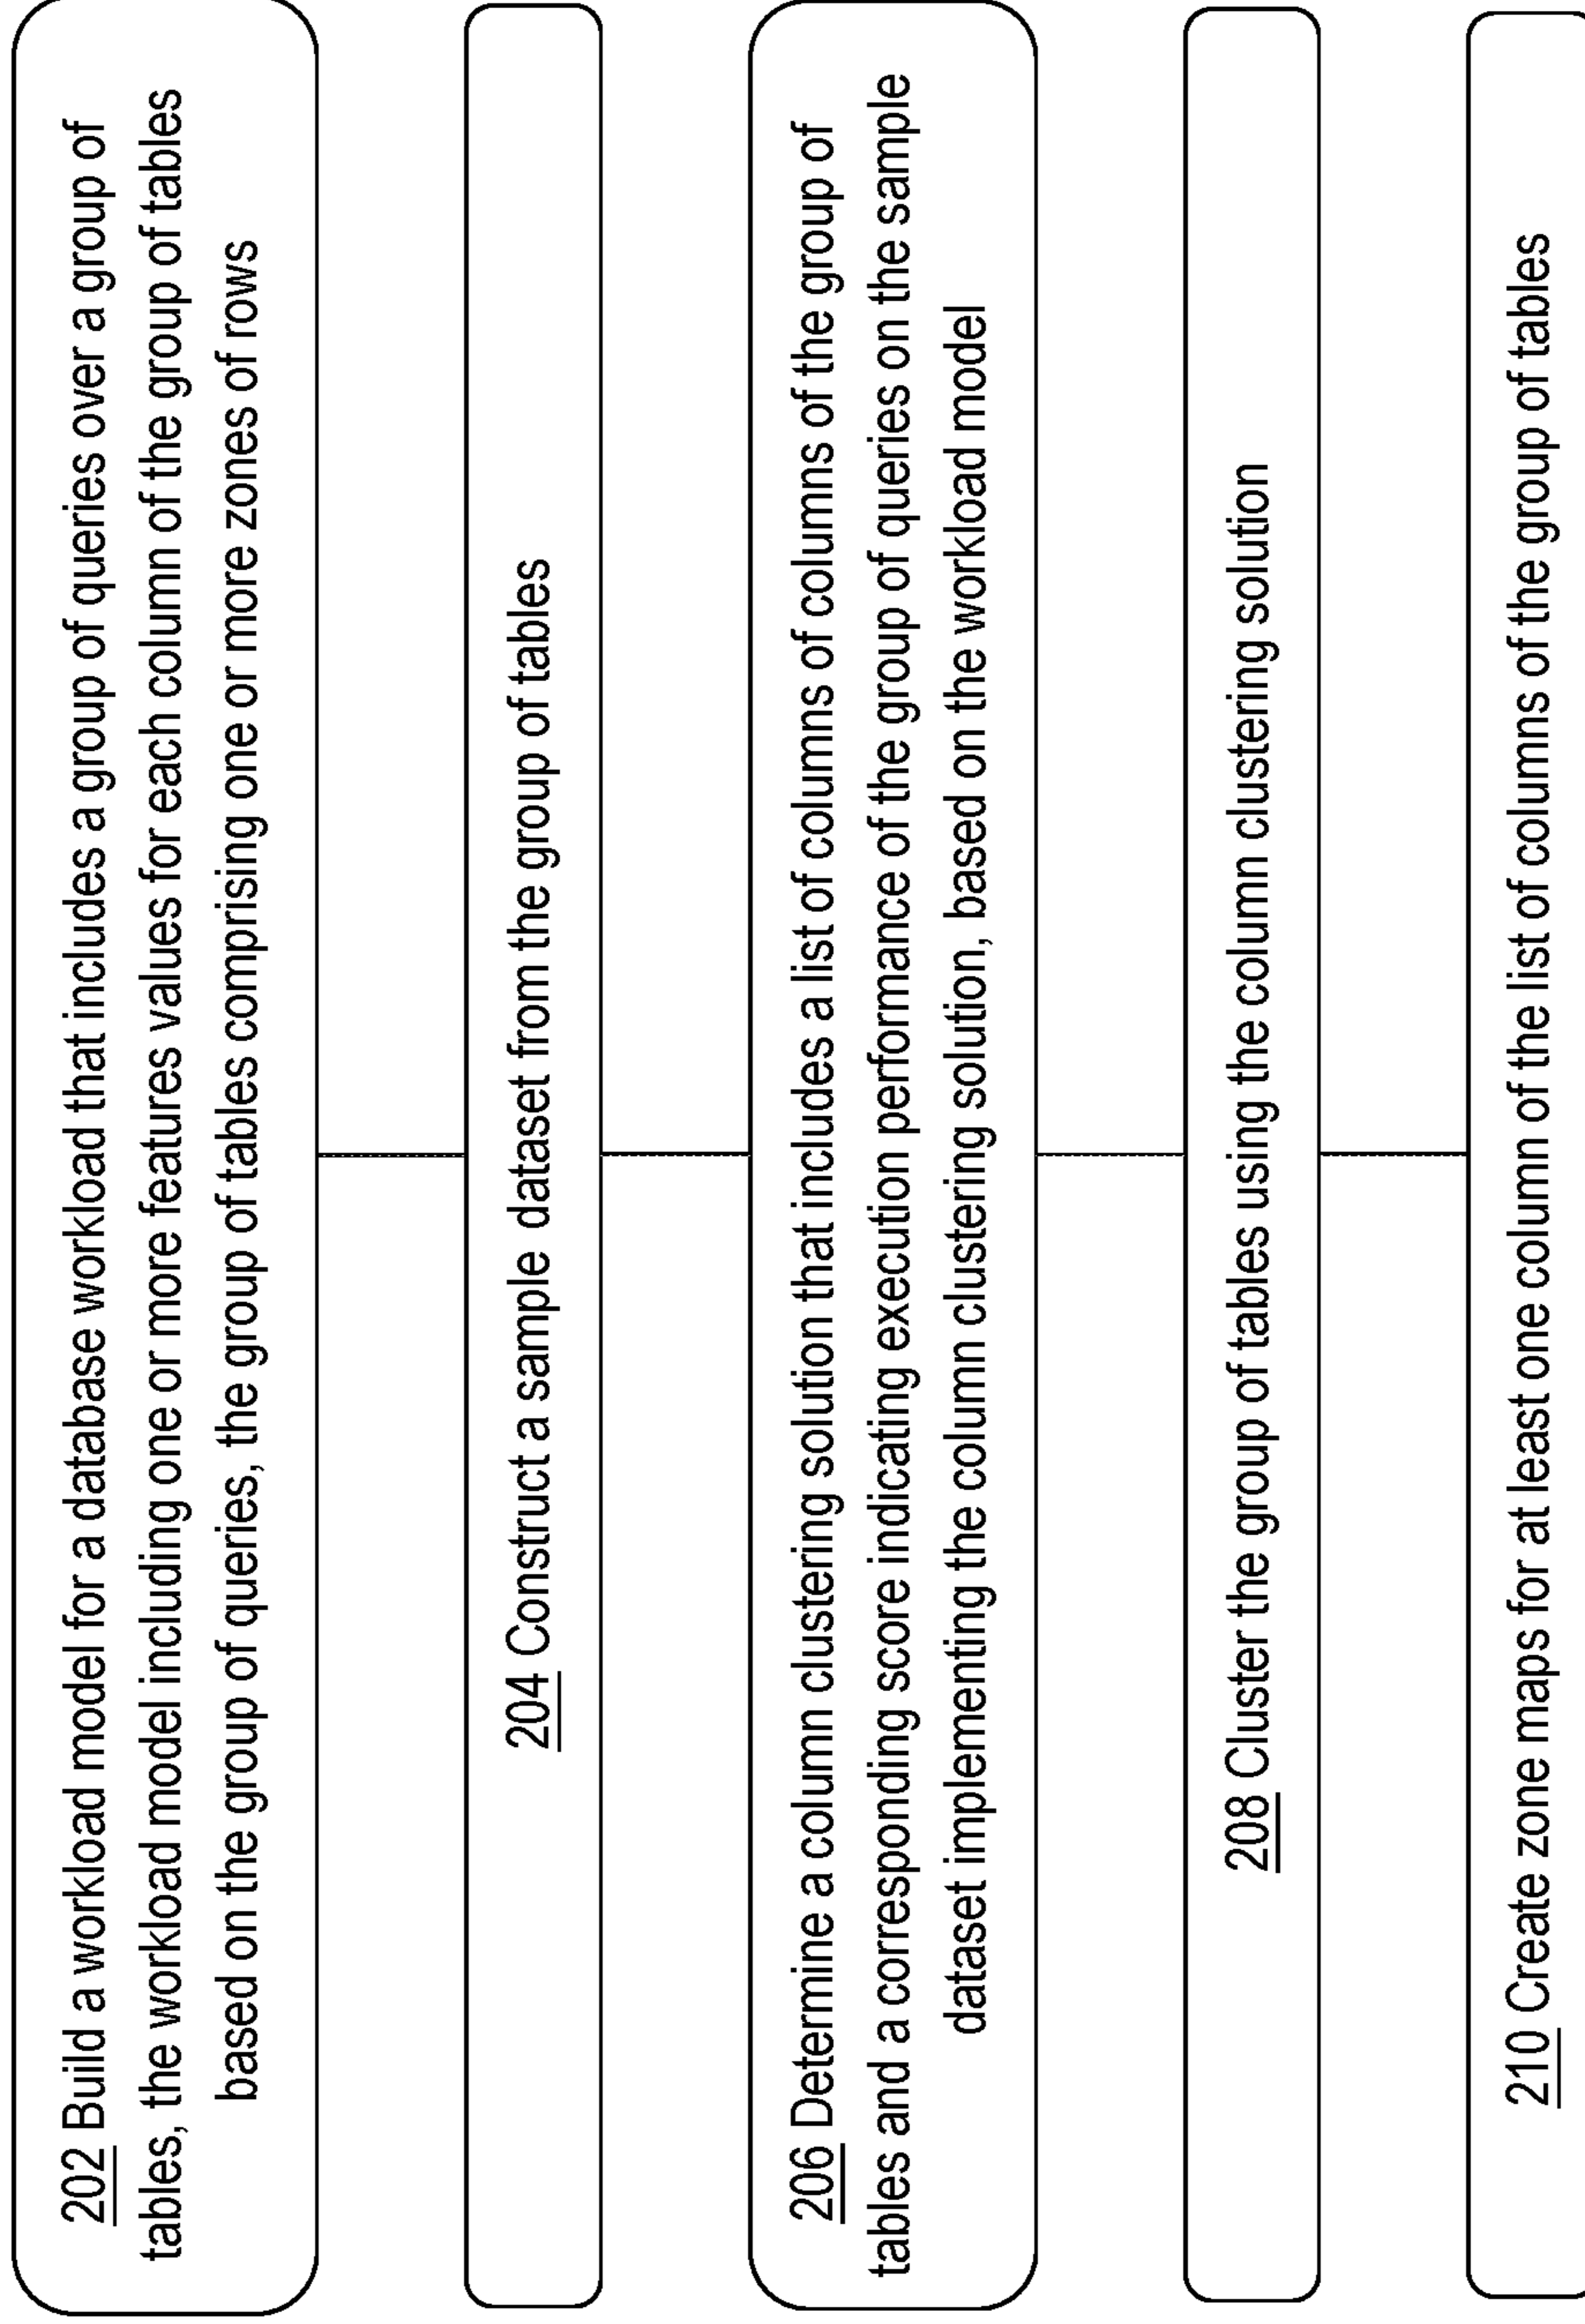 202 Build a workload model for a database workload that includes a group of queries over a group of
tables, the workload model including one or more features values for each column of the group of tables
based on the group of queries, the group of tables comprising one or more zones of rows
204 Construct a sample dataset from the group of tables
206 Determine a column clustering solution that includes a list of columns of columns of the group of
tables and a corresponding score indicating execution performance of the group of queries on the sample
dataset implementing the column clustering solution, based on the workload model
208 Cluster the group of tables using the column clustering solution
210 Create zone maps for at least one column of the list of columns of the group of tables